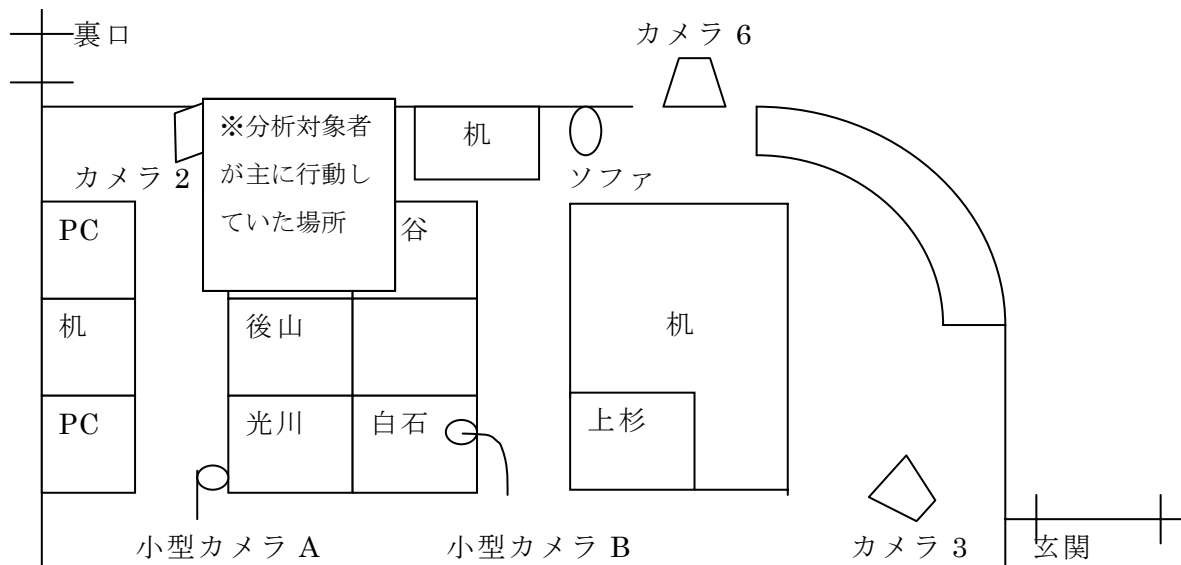 裏口
カメラ6
※分析対象者
が主に行動し
ていた場所
机
カメラ2
ソファ
PC
谷
机
後山
机
PC
光川
白石
上杉
小型カメラA
小型カメラB
カメラ3
玄関